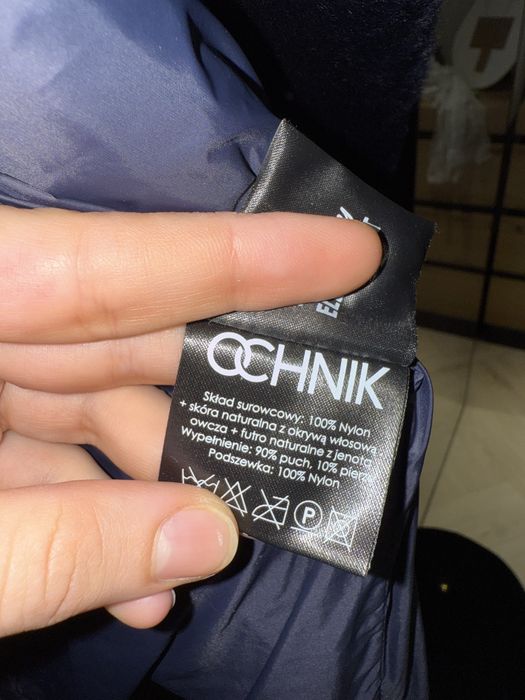 OCHNIK
Skład surowcowy: 100% Nylon
+ skóra naturalna z okrywą włosową
owcza + futro naturalne z jenota
Wypełnienie: 90% puch, 10% pierze
Podszewka: 100% Nylon
P